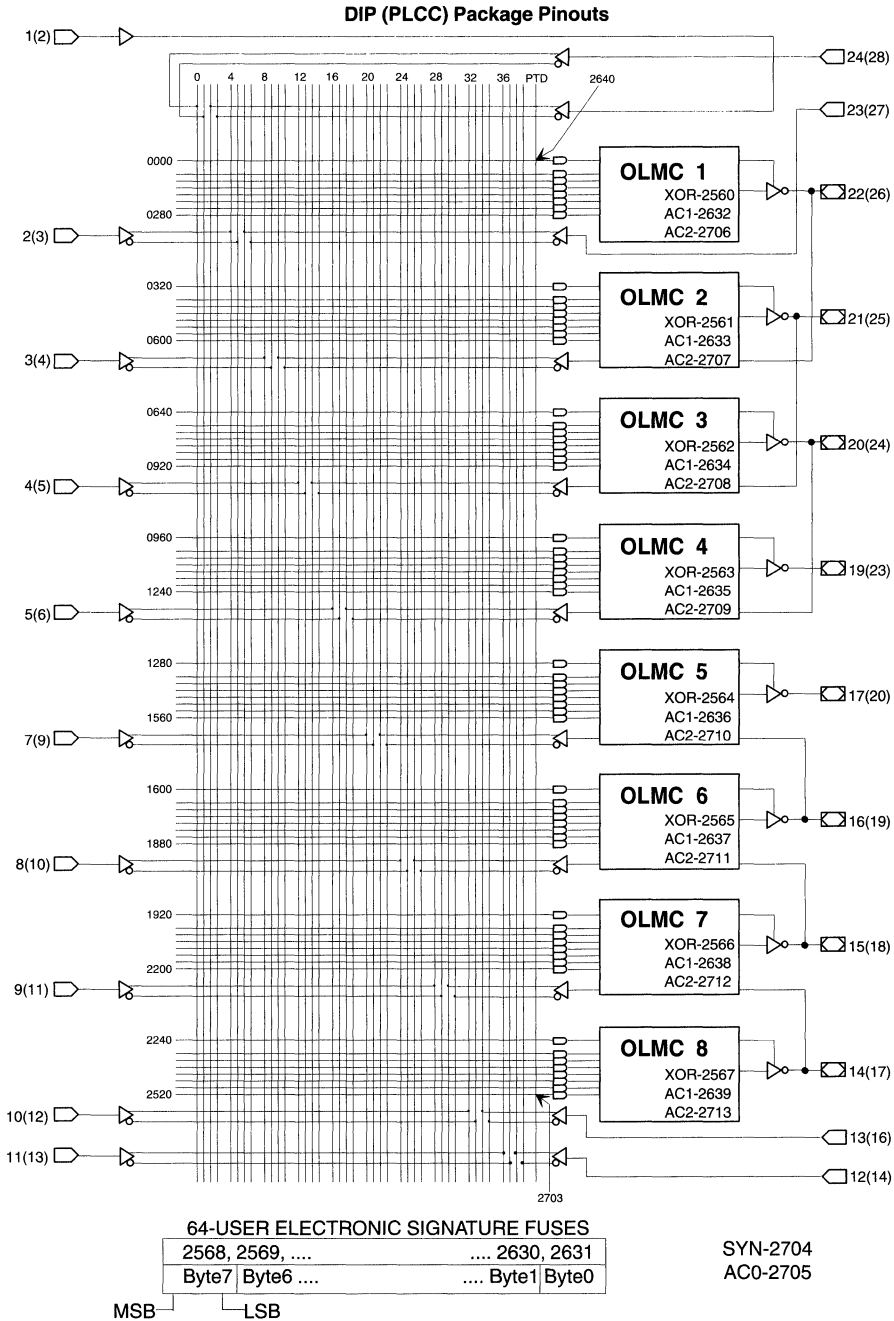 DIP (PLCC) Package Pinouts
1(2)
24(28)
0 4 8 12 16 20 24 28 32 36 PTD
2640
23(27)
0000
OLMC 1
XOR-2560
22(26)
AC1-2632
0280
AC2-2706
2(3)
0320
OLMC 2
XOR-2561
21(25)
AC1-2633
0600
3(4)
AC2-2707
0640
OLMC 3
XOR-2562
20(24)
AC1-2634
0920
4(5)
AC2-2708
0960
OLMC 4
XOR-2563
19(23)
AC1-2635
1240
5(6)
AC2-2709
1280
OLMC 5
XOR-2564
17(20)
AC1-2636
1560
7(9)
AC2-2710
1600
OLMC 6
XOR-2565
16(19)
AC1-2637
1880
8(10)
AC2-2711
1920
OLMC 7
XOR-2566
15(18)
AC1-2638
2200
9(11)
AC2-2712
2240
OLMC 8
XOR-2567
14(17)
AC1-2639
2520
10(12)
AC2-2713
13(16)
11(13)
12(14)
2703
64-USER ELECTRONIC SIGNATURE FUSES
2568, 2569, .... .... 2630, 2631
Byte7 Byte6 .... .... Byte1 Byte0
MSB LSB
SYN-2704
AC0-2705